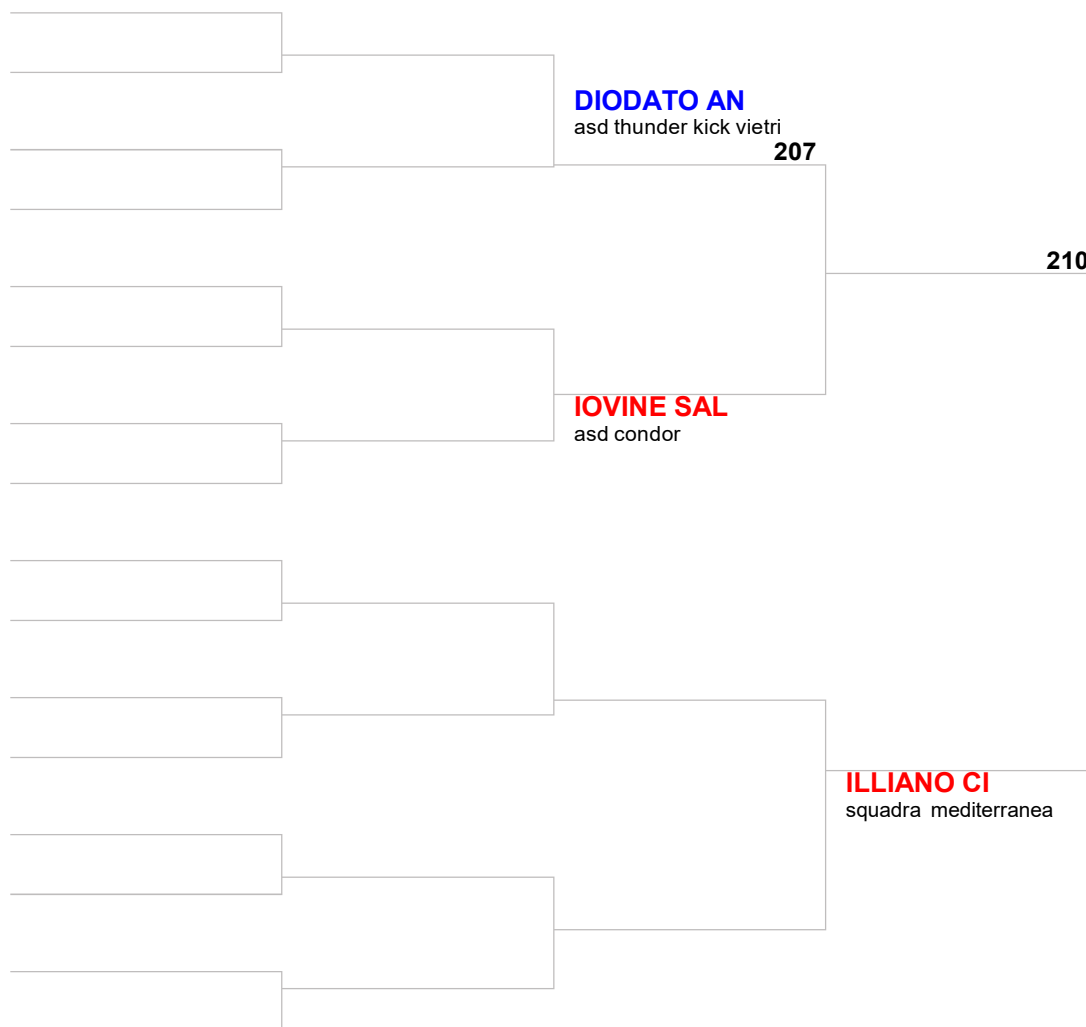 DIODATO AN
asd thunder kick vietri
207
210
IOVINE SAL
asd condor
ILLIANO CI
squadra mediterranea